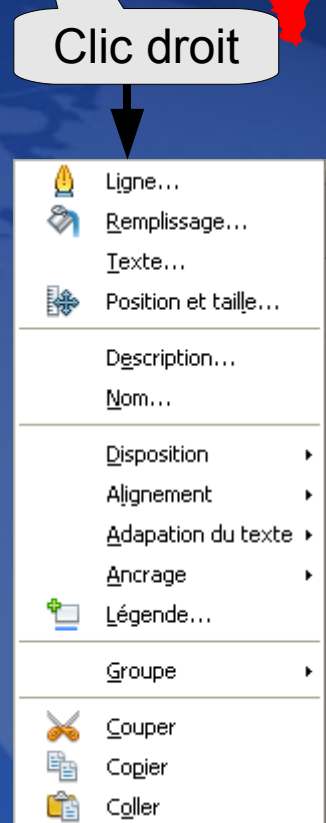 Clic droit
Ligne...
Remplissage...
Texte...
Position et taille...
Description...
Nom...
Disposition
Alignement
Adapation du texte
Ancrage
Légende...
Groupe
Couper
Copier
Coller